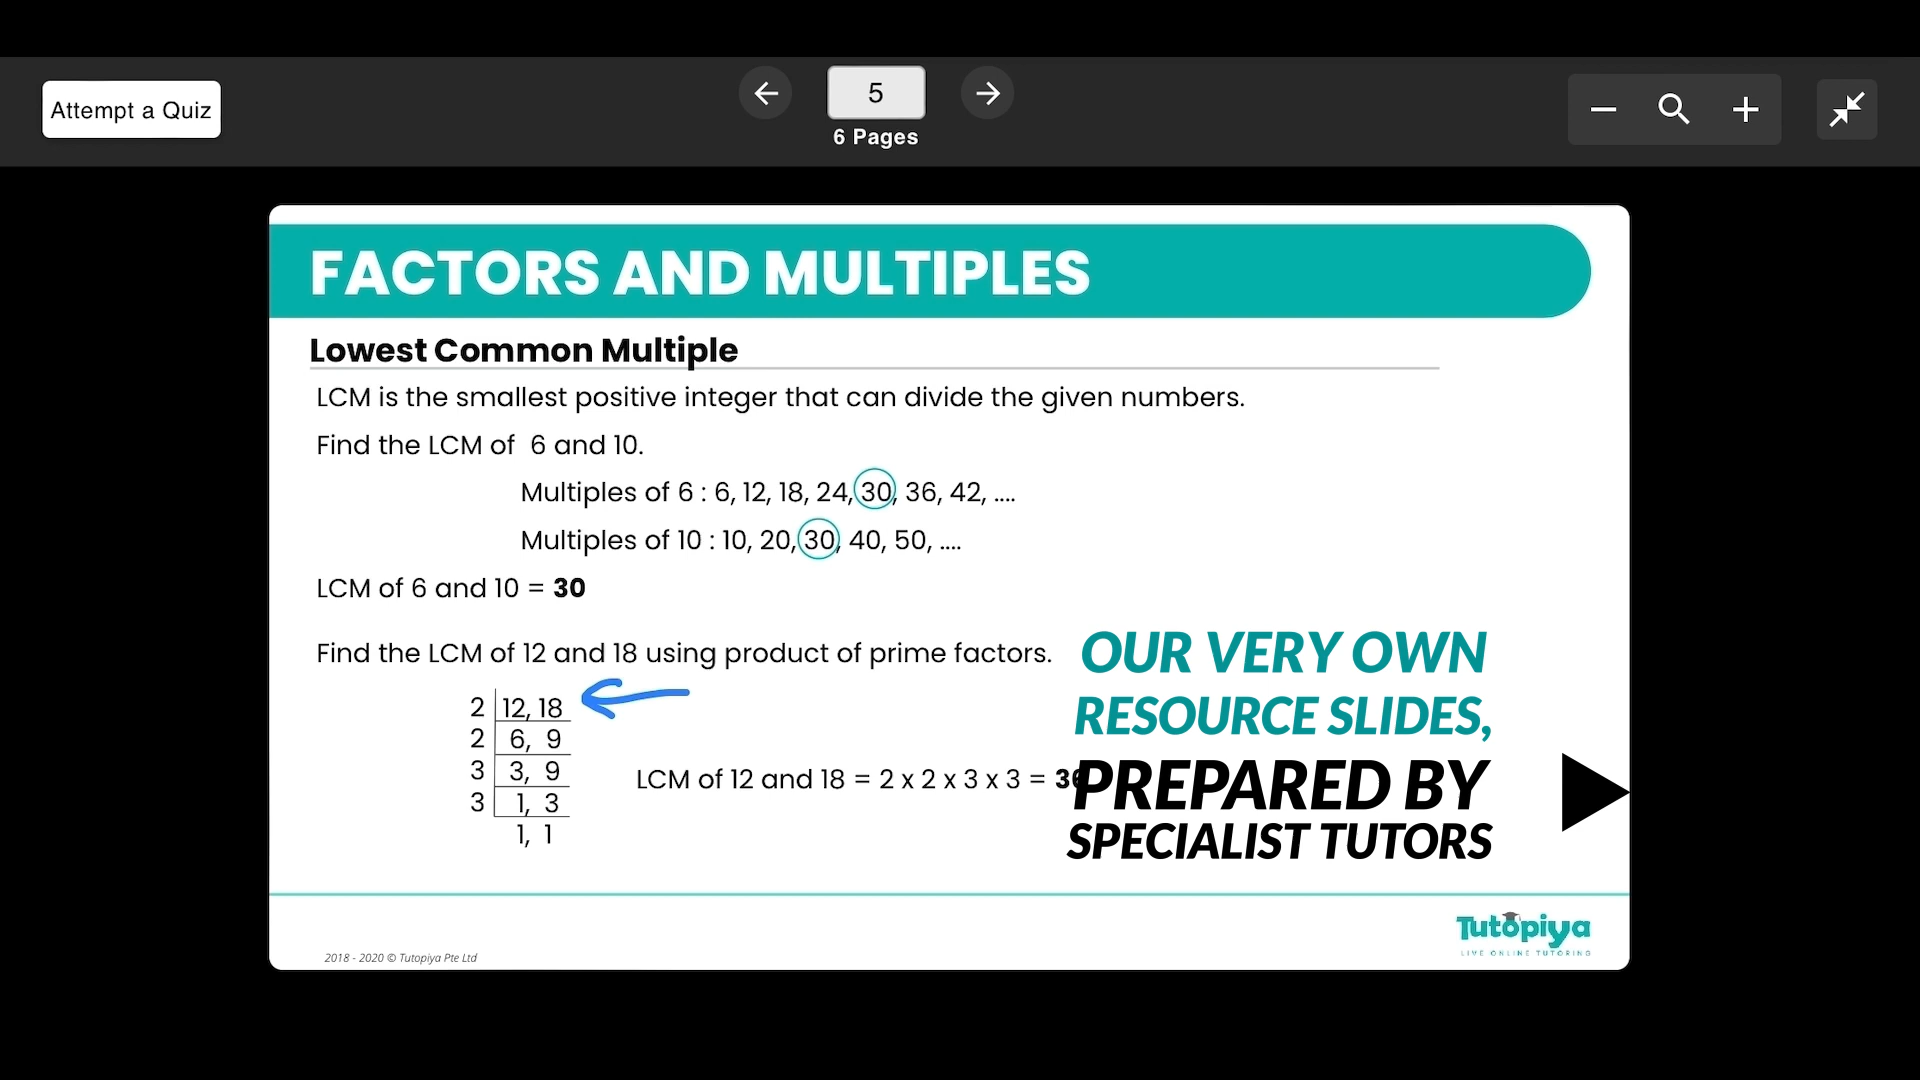 Attempt a Quiz
5
6 Pages
FACTORS AND MULTIPLES
Lowest Common Multiple
LCM is the smallest positive integer that can divide the given numbers.
Find the LCM of 6 and 10.
Multiples of 6 : 6, 12, 18, 24, 30, 36, 42, ....
Multiples of 10 : 10, 20, 30, 40, 50, ....
LCM of 6 and 10 = 30
Find the LCM of 12 and 18 using product of prime factors.
2 12, 18
2 6, 9
3 3, 9
3 1, 3
1, 1
LCM of 12 and 18 = 2 x 2 x 3 x 3 = 36
OUR VERY OWN
RESOURCE SLIDES,
PREPARED BY
SPECIALIST TUTORS
Tutopiya
LIVE ONLINE TUTORING
2018 - 2020 © Tutopiya Pte Ltd